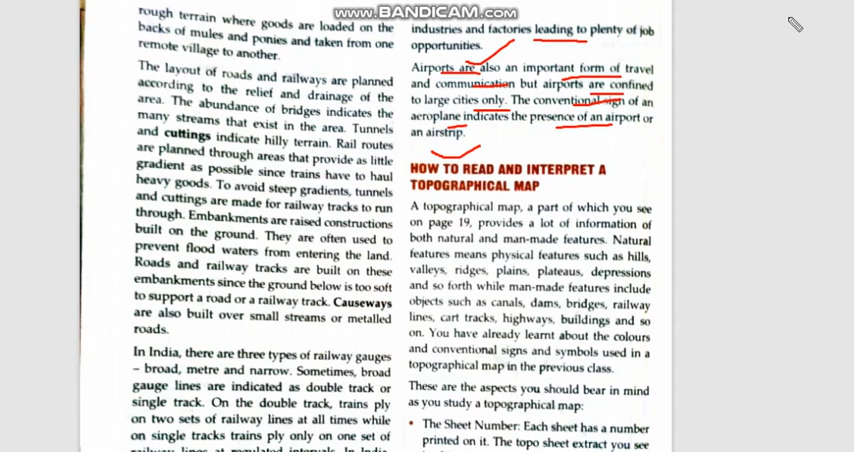 www.BANDICAM.com
rough terrain where goods are loaded on the
backs of mules and ponies and taken from one
remote village to another.
The layout of roads and railways are planned
according to the relief and drainage of the
area. The abundance of bridges indicates the
many streams that exist in the area. Tunnels
and cuttings indicate hilly terrain. Rail routes
are planned through areas that provide as little
gradient as possible since trains have to haul
heavy goods. To avoid steep gradients, tunnels
and cuttings are made for railway tracks to run
through. Embankments are raised constructions
built on the ground. They are often used to
prevent flood waters from entering the land.
Roads and railway tracks are built on these
embankments since the ground below is too soft
to support a road or a railway track. Causeways
are also built over small streams or metalled
roads.
In India, there are three types of railway gauges
– broad, metre and narrow. Sometimes, broad
gauge lines are indicated as double track or
single track. On the double track, trains ply
on two sets of railway lines at all times while
on single tracks trains ply only on one set of
railway lines at regulated intervals. In India,
industries and factories leading to plenty of job
opportunities.
Airports are also an important form of travel
and communication but airports are confined
to large cities only. The conventional sign of an
aeroplane indicates the presence of an airport or
an airstrip.
HOW TO READ AND INTERPRET A
TOPOGRAPHICAL MAP
A topographical map, a part of which you see
on page 19, provides a lot of information of
both natural and man-made features. Natural
features means physical features such as hills,
valleys, ridges, plains, plateaus, depressions
and so forth while man-made features include
objects such as canals, dams, bridges, railway
lines, cart tracks, highways, buildings and so
on. You have already learnt about the colours
and conventional signs and symbols used in a
topographical map in the previous class.
These are the aspects you should bear in mind
as you study a topographical map:
• The Sheet Number: Each sheet has a number
printed on it. The topo sheet extract you see